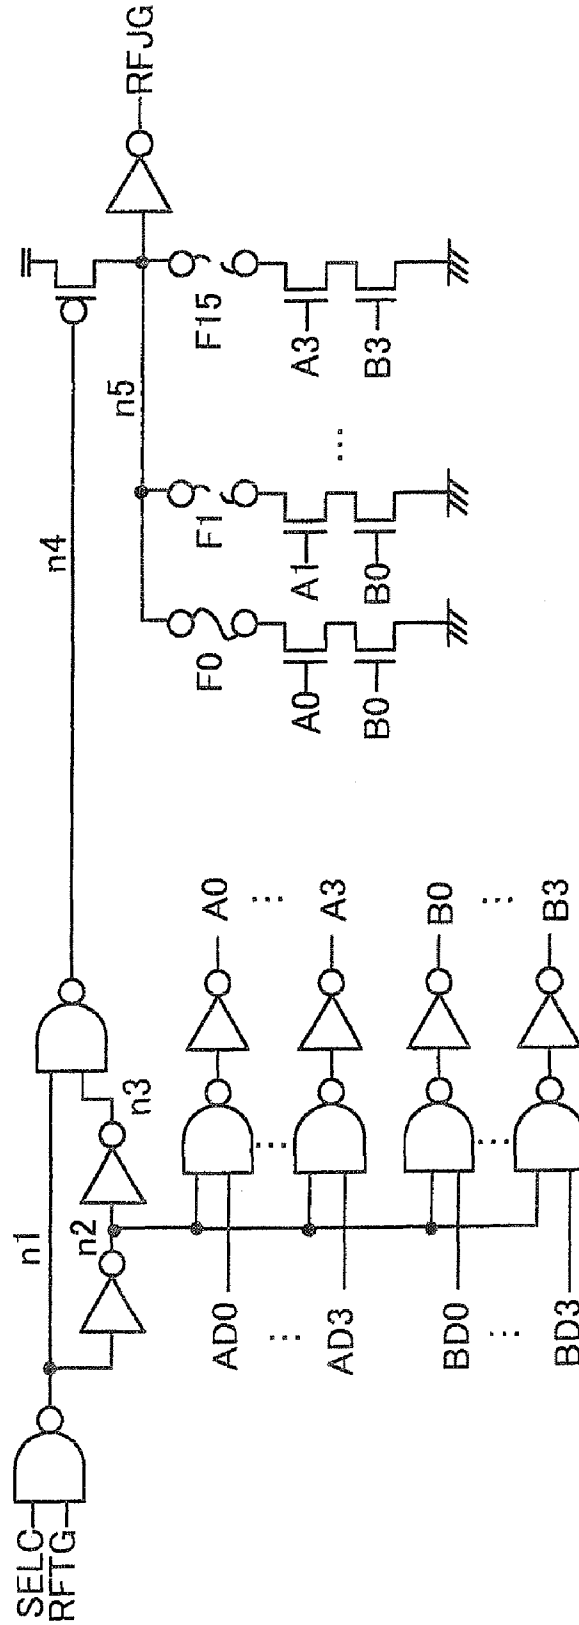 SELC
RFTG
n1
n2
n3
n4
n5
RFJG
AD0
...
AD3
BD0
...
BD3
...
...
A0
...
A3
B0
...
B3
F0
A0
B0
F1
A1
B0
...
F15
A3
B3